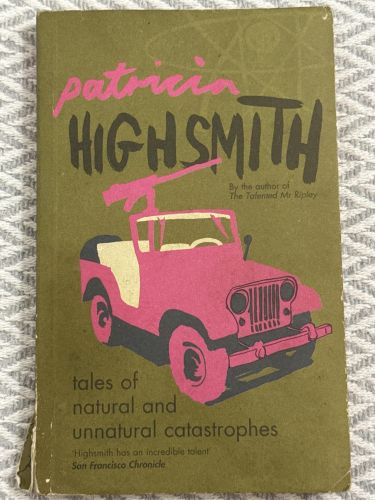 patricia
HIGHSMITH
By the author of
The Talented Mr Ripley
tales of
natural and
unnatural catastrophes
'Highsmith has an incredible talent'
San Francisco Chronicle